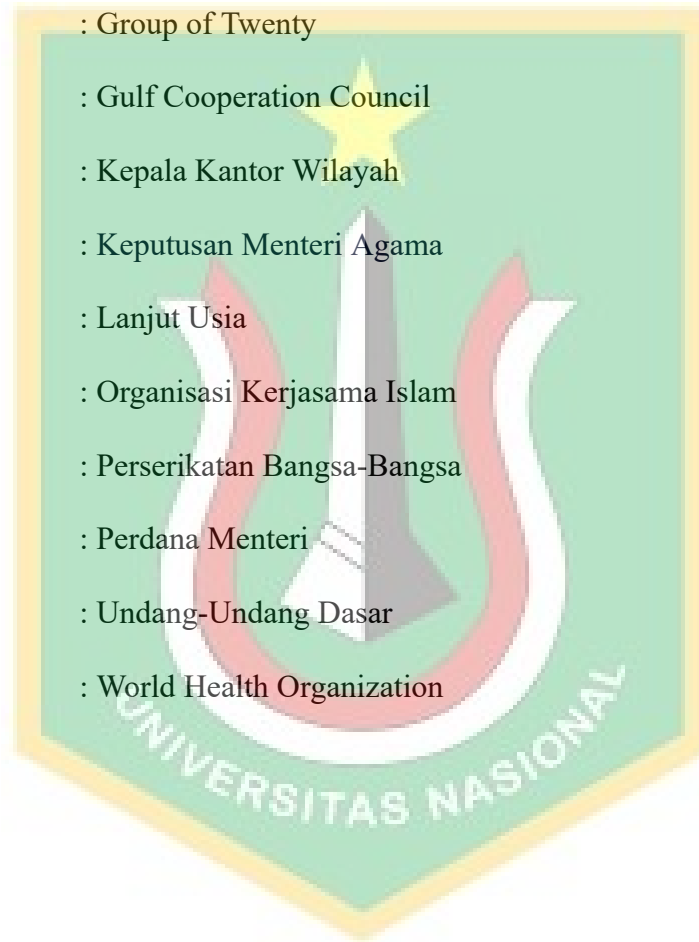 : Group of Twenty
: Gulf Cooperation Council
: Kepala Kantor Wilayah
: Keputusan Menteri Agama
: Lanjut Usia
: Organisasi Kerjasama Islam
: Perserikatan Bangsa-Bangsa
: Perdana Menteri
: Undang-Undang Dasar
: World Health Organization
UNIVERSITAS NASIONAL